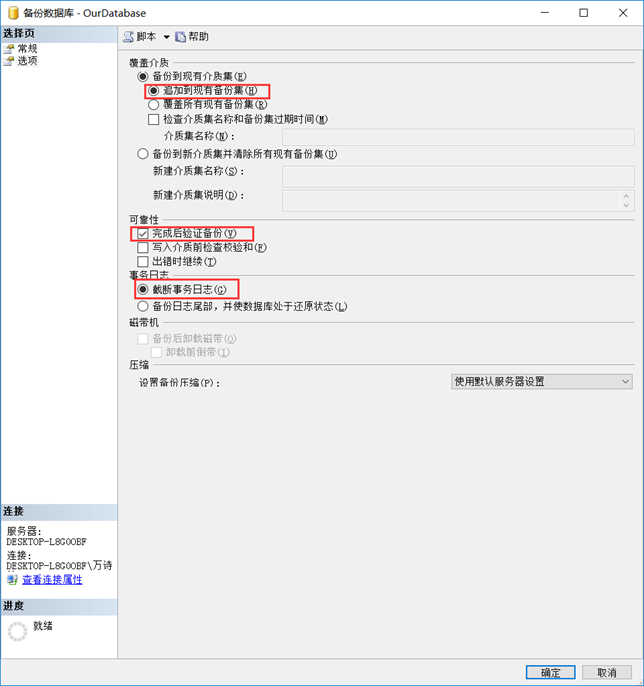 备份数据库 - OurDatabase
选择页
常规
选项
脚本
帮助
覆盖介质
备份到现有介质集(E)
追加到现有备份集(H)
覆盖所有现有备份集(R)
检查介质集名称和备份集过期时间(M)
介质集名称(N):
备份到新介质集并清除所有现有备份集(U)
新建介质集名称(S):
新建介质集说明(D):
可靠性
完成后验证备份(V)
写入介质前检查校验和(F)
出错时继续(T)
事务日志
截断事务日志(G)
备份日志尾部，并使数据库处于还原状态(L)
磁带机
备份后卸载磁带(O)
卸载前倒带(I)
压缩
设置备份压缩(P):
使用默认服务器设置
连接
服务器:
DESKTOP-L8GOOBF
连接:
DESKTOP-L8GOOBF\万诗
查看连接属性
进度
就绪
确定
取消